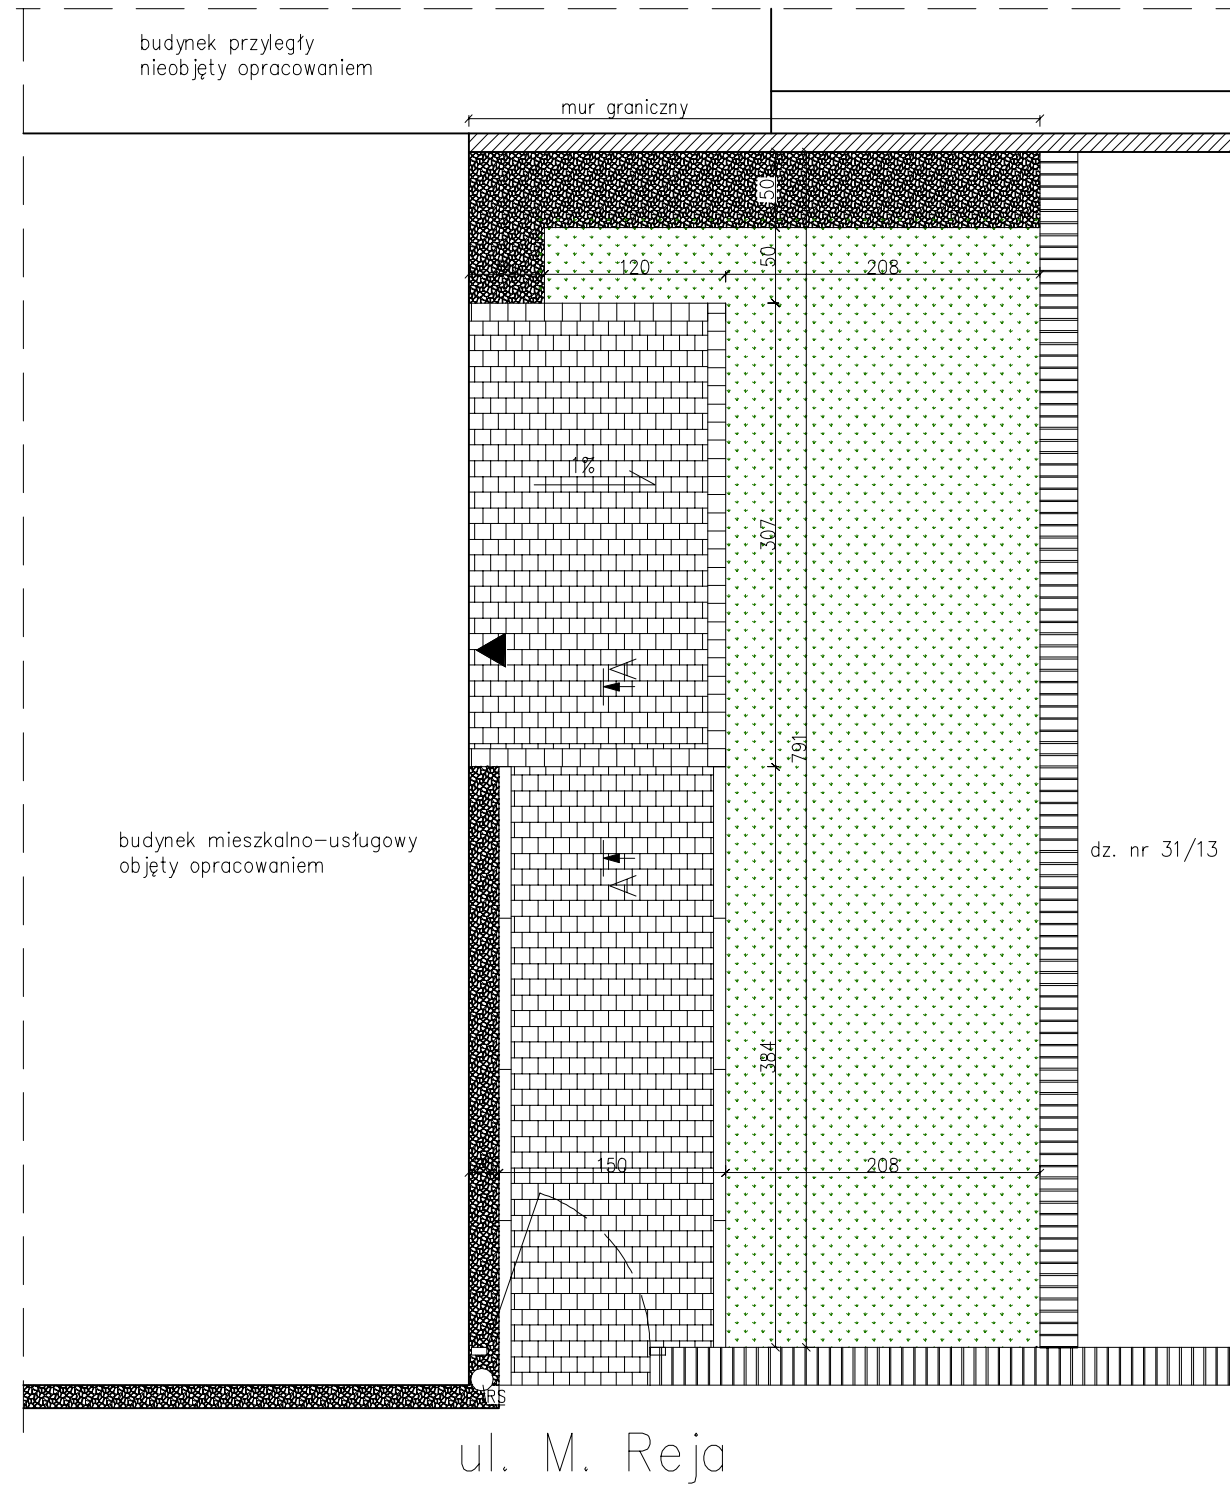 budynek przyległy
nieobjęty opracowaniem
mur graniczny
50
50
120
208
1%
307
A
791
budynek mieszkalno-usługowy
objęty opracowaniem
dz. nr 31/13
A
384
150
208
RS
ul. M. Reja